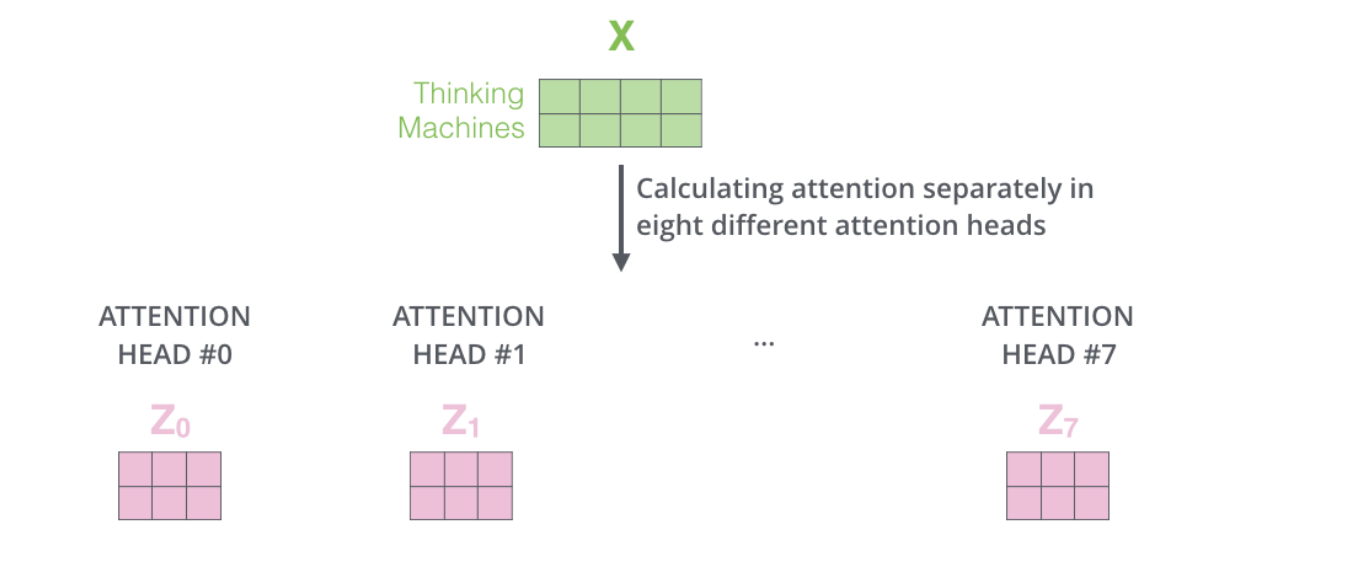 X
Thinking
Machines
Calculating attention separately in
eight different attention heads
ATTENTION
HEAD #0
ATTENTION
HEAD #1
...
ATTENTION
HEAD #7
Z0
Z1
Z7